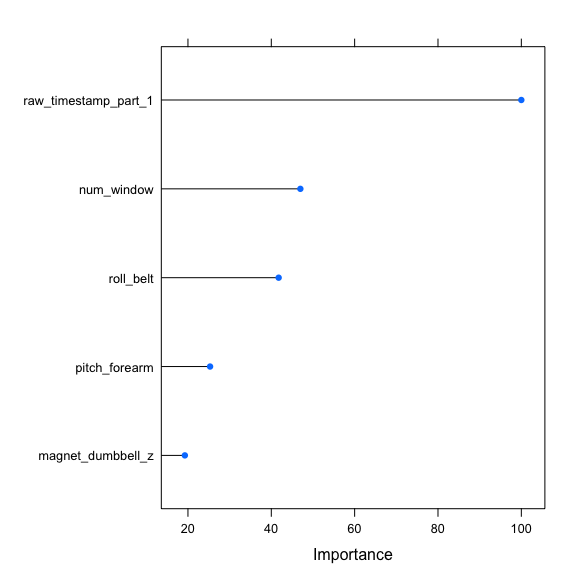 raw_timestamp_part_1
num_window
roll_belt
pitch_forearm
magnet_dumbbell_z
20 40 60 80 100
Importance